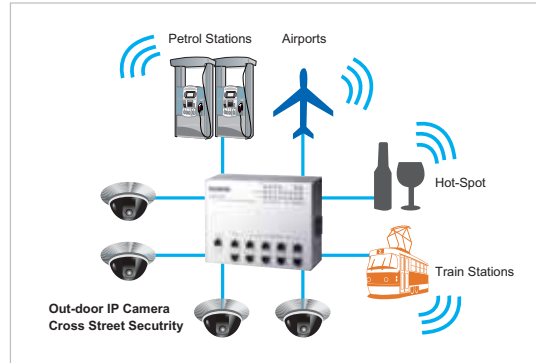 Petrol Stations
Airports
Hot-Spot
Train Stations
Out-door IP Camera
Cross Street Secutrity